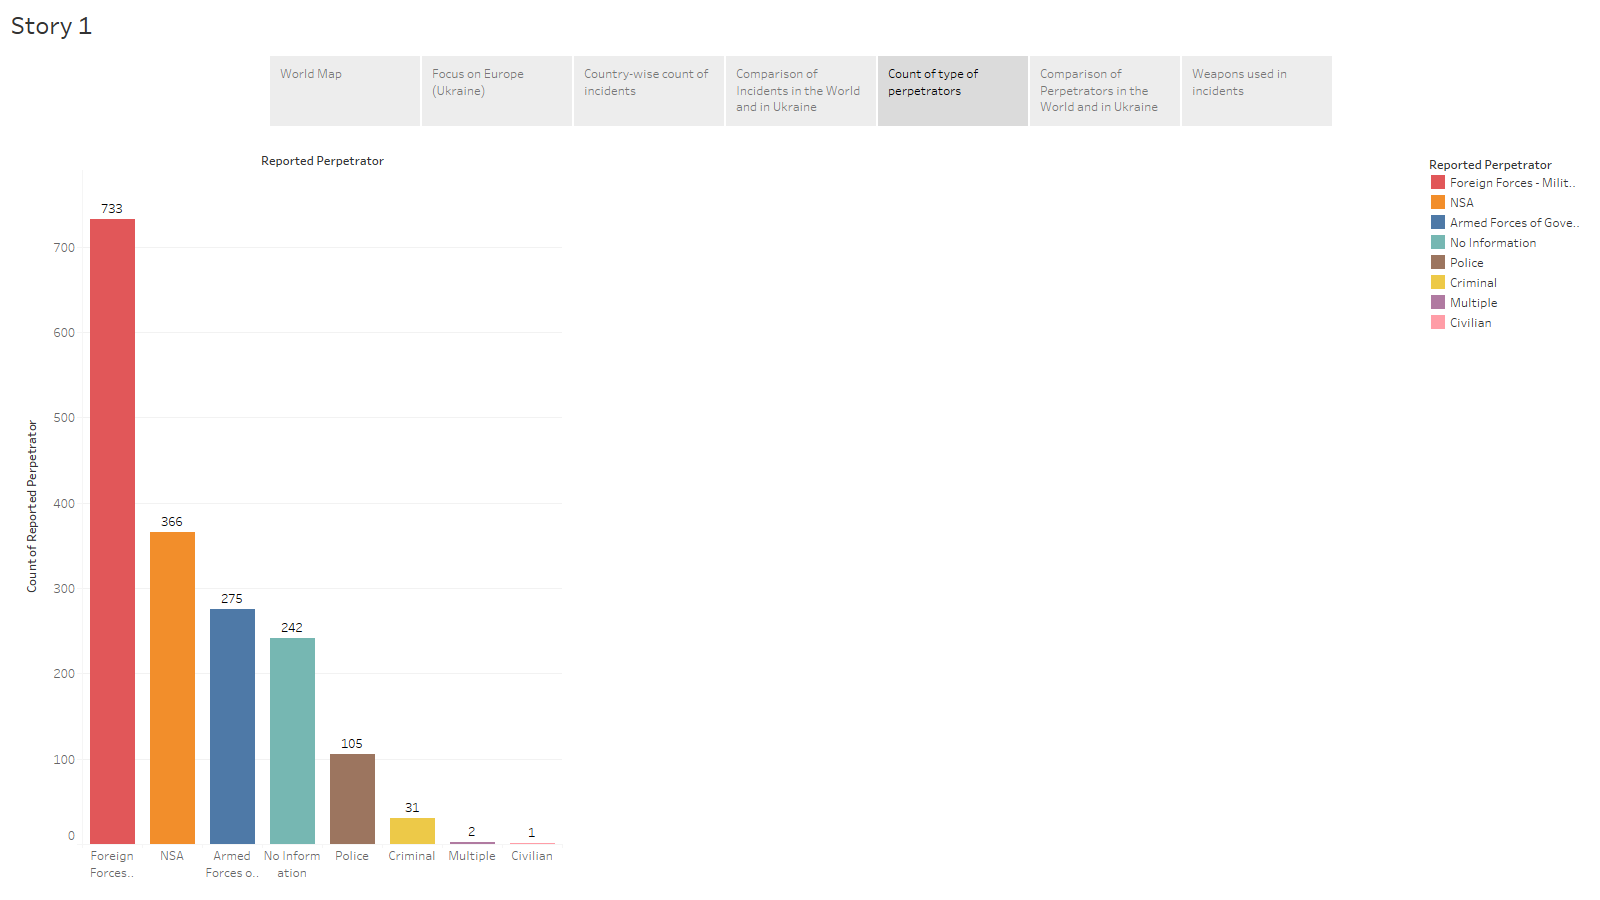 Story 1
World Map
Focus on Europe
(Ukraine)
Country-wise count of
incidents
Comparison of
Incidents in the World
and in Ukraine
Count of type of
perpetrators
Comparison of
Perpetrators in the
World and in Ukraine
Weapons used in
incidents
Reported Perpetrator
Count of Reported Perpetrator
700
600
500
400
300
200
100
0
733
366
275
242
105
31
2
1
Foreign
Forces..
NSA
Armed
Forces o..
No Inform
ation
Police
Criminal
Multiple
Civilian
Reported Perpetrator
Foreign Forces - Milit..
NSA
Armed Forces of Gove..
No Information
Police
Criminal
Multiple
Civilian